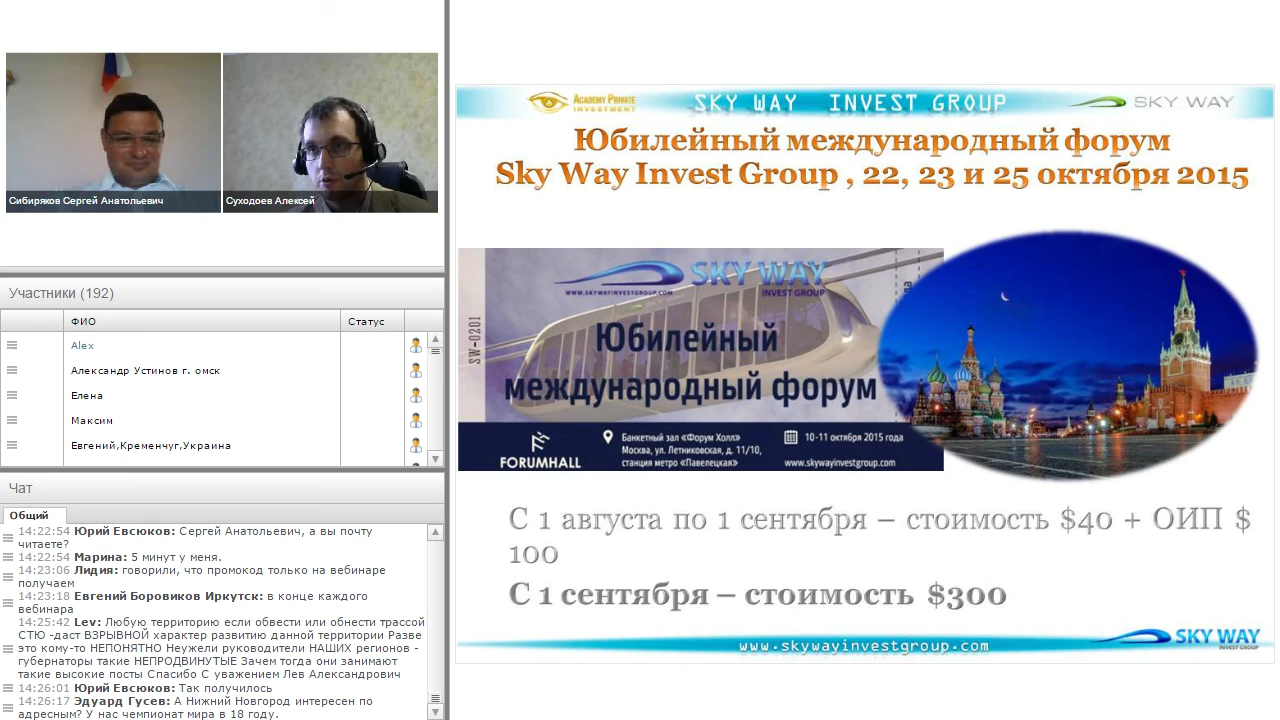 Сибиряков Сергей Анатольевич
Суходоев Алексей
Участники (192)
ФИО
Статус
Alex
Александр Устинов г. омск
Елена
Максим
Евгений,Кременчуг,Украина
Чат
Общий
14:22:54 Юрий Евсюков: Сергей Анатольевич, а вы почту
читаете?
14:22:54 Марина: 5 минут у меня.
14:23:06 Лидия: говорили, что промокод только на вебинаре
получаем
14:23:18 Евгений Боровиков Иркутск: в конце каждого
вебинара
14:25:42 Lev: Любую территорию если обвести или обнести трассой
СТЮ -даст ВЗРЫВНОЙ характер развитию данной территории Разве
это кому-то НЕПОНЯТНО Неужели руководители НАШИХ регионов -
губернаторы такие НЕПРОДВИНУТЫЕ Зачем тогда они занимают
такие высокие посты Спасибо С уважением Лев Александрович
14:26:01 Юрий Евсюков: Так получилось
14:26:17 Эдуард Гусев: А Нижний Новгород интересен по
адресным? У нас чемпионат мира в 18 году.
ACADEMY PRIVATE
INVESTMENT
SKY WAY INVEST GROUP
SKY WAY
Юбилейный международный форум
Sky Way Invest Group , 22, 23 и 25 октября 2015
SW-0201
SKY WAY
WWW.SKYWAYINVESTGROUP.COM
INVEST GROUP
Юбилейный
международный форум
FORUMHALL
Банкетный зал «Форум Холл»
Москва, ул. Летниковская, д. 11/10,
станция метро «Павелецкая»
10-11 октября 2015 года
www.skywayinvestgroup.com
С 1 августа по 1 сентября – стоимость $40 + ОИП $
100
С 1 сентября – стоимость $300
www.skywayinvestgroup.com
SKY WAY
INVEST GROUP